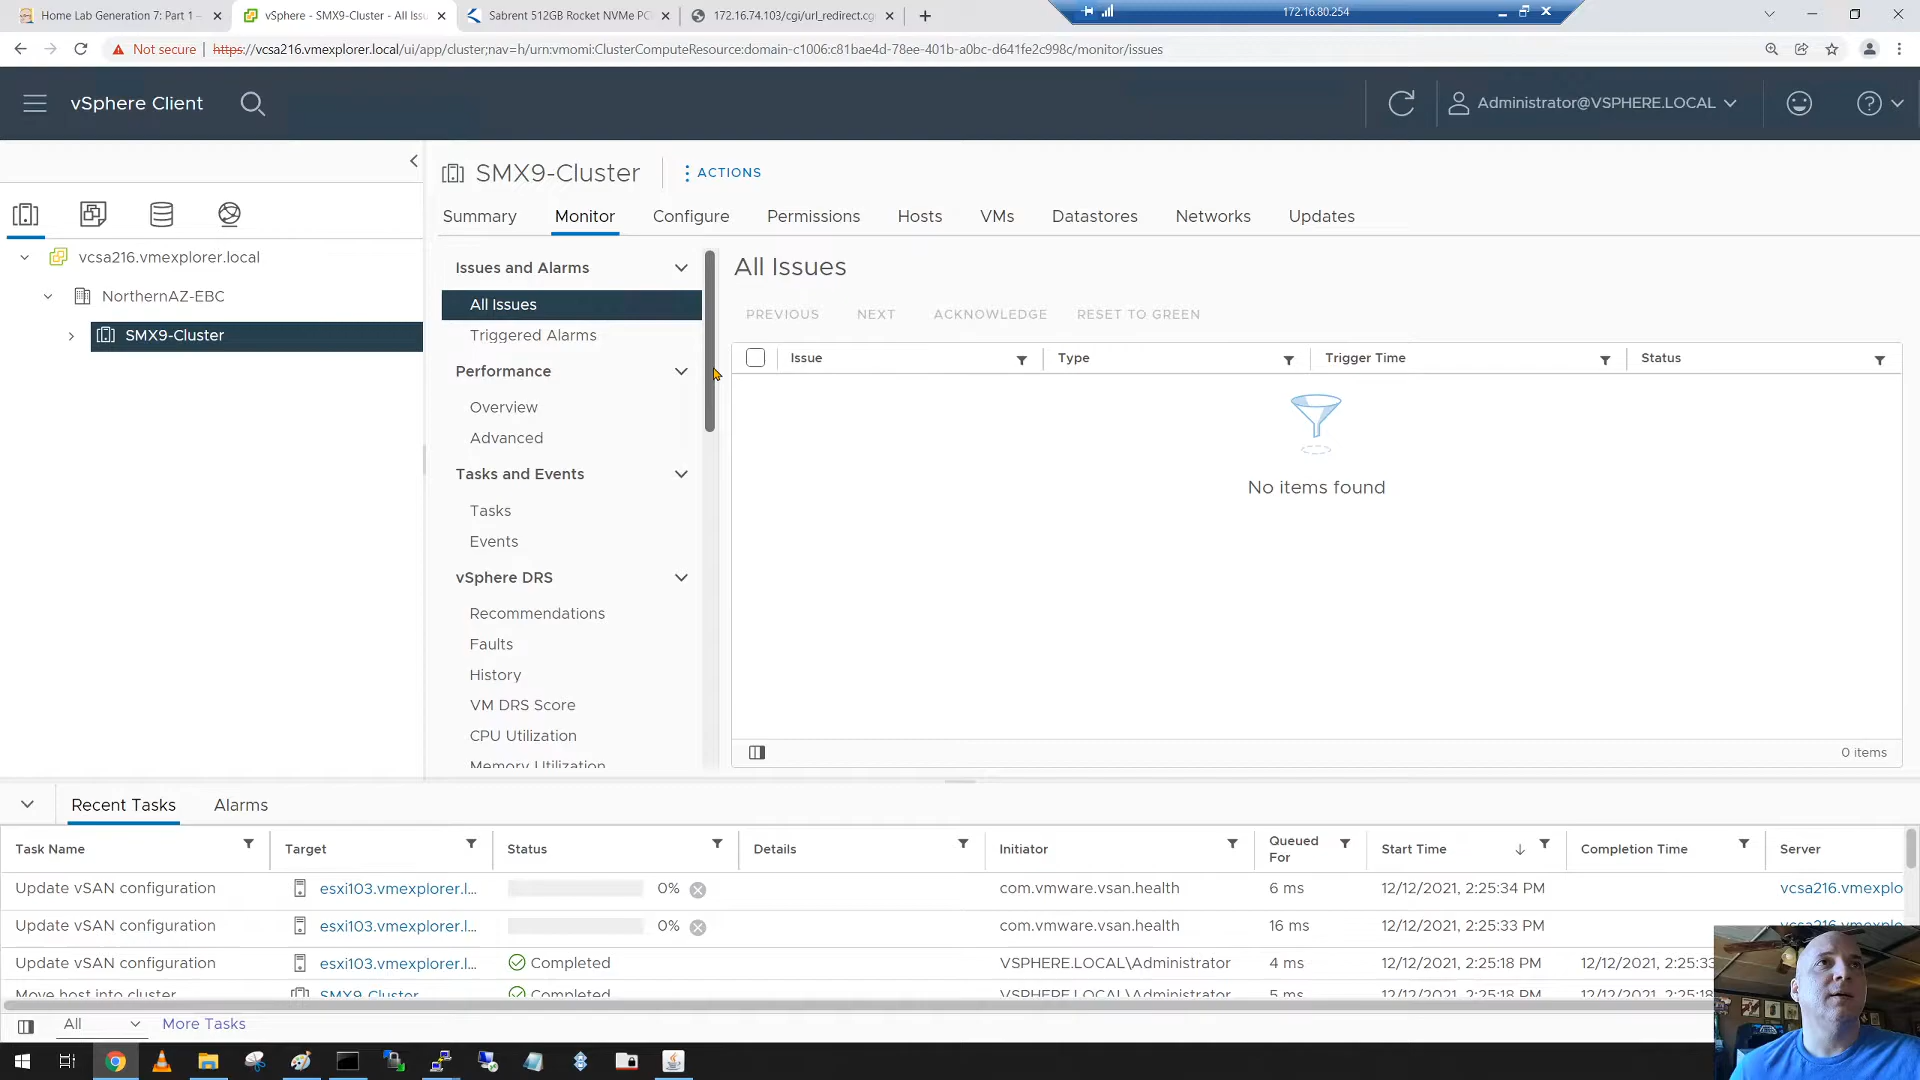 Home Lab Generation 7: Part 1 –
vSphere - SMX9-Cluster - All Issu
Sabrent 512GB Rocket NVMe PC
172.16.74.103/cgi/url_redirect.cg
172.16.80.254
Not secure
https://vcsa216.vmexplorer.local/ui/app/cluster;nav=h/urn:vmomi:ClusterComputeResource:domain-c1006:c81bae4d-78ee-401b-a0bc-d641fe2c998c/monitor/issues
vSphere Client
Administrator@VSPHERE.LOCAL
SMX9-Cluster
ACTIONS
Summary Monitor Configure Permissions Hosts VMs Datastores Networks Updates
vcsa216.vmexplorer.local
NorthernAZ-EBC
SMX9-Cluster
Issues and Alarms
All Issues
Triggered Alarms
Performance
Overview
Advanced
Tasks and Events
Tasks
Events
vSphere DRS
Recommendations
Faults
History
VM DRS Score
CPU Utilization
Memory Utilization
All Issues
PREVIOUS NEXT ACKNOWLEDGE RESET TO GREEN
Issue Type Trigger Time Status
No items found
0 items
Recent Tasks Alarms
Task Name Target Status Details Initiator Queued For Start Time Completion Time Server
Update vSAN configuration esxi103.vmexplorer.l... 0% com.vmware.vsan.health 6 ms 12/12/2021, 2:25:34 PM vcsa216.vmexplo
Update vSAN configuration esxi103.vmexplorer.l... 0% com.vmware.vsan.health 16 ms 12/12/2021, 2:25:33 PM vcsa216.vmexplo
Update vSAN configuration esxi103.vmexplorer.l... Completed VSPHERE.LOCAL\Administrator 4 ms 12/12/2021, 2:25:18 PM 12/12/2021, 2:25:33
Move host into cluster SMX9-Cluster Completed VSPHERE.LOCAL\Administrator 5 ms 12/12/2021, 2:25:18 PM 12/12/2021, 2:25:18
All More Tasks